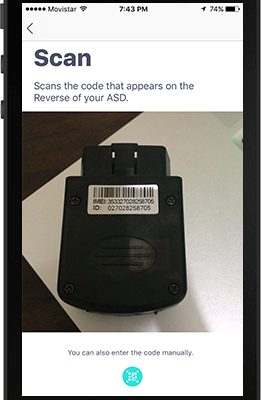 Movistar 7:43 PM 74%
Scan
Scans the code that appears on the
Reverse of your ASD.
IMEI:353327028258705
ID: 027028258705
You can also enter the code manually.